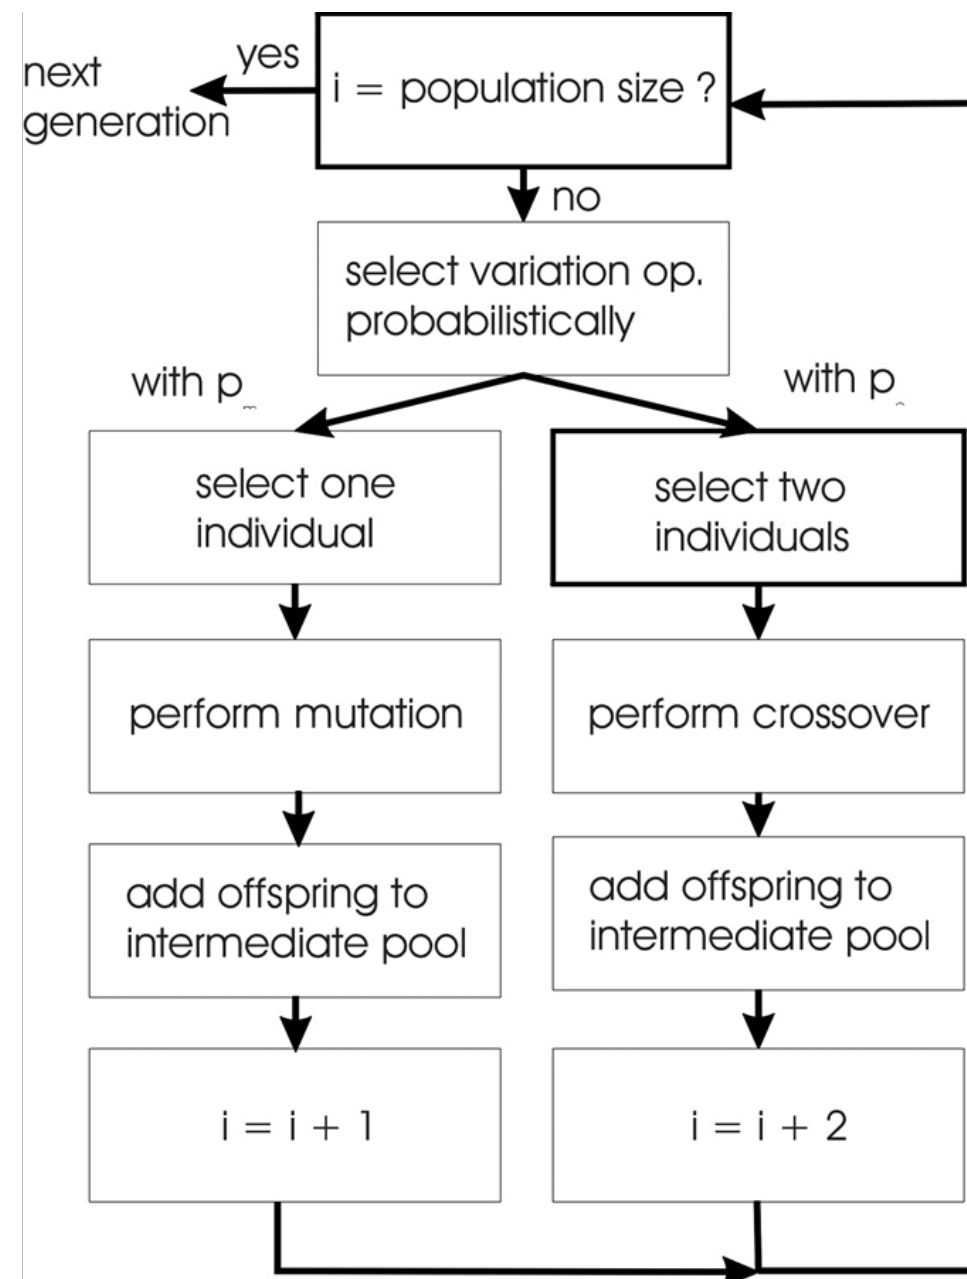 yes
next
generation
i = population size ?
no
select variation op.
probabilistically
with p
m
with p
select one
individual
select two
individuals
perform mutation
perform crossover
add offspring to
intermediate pool
add offspring to
intermediate pool
i = i + 1
i = i + 2